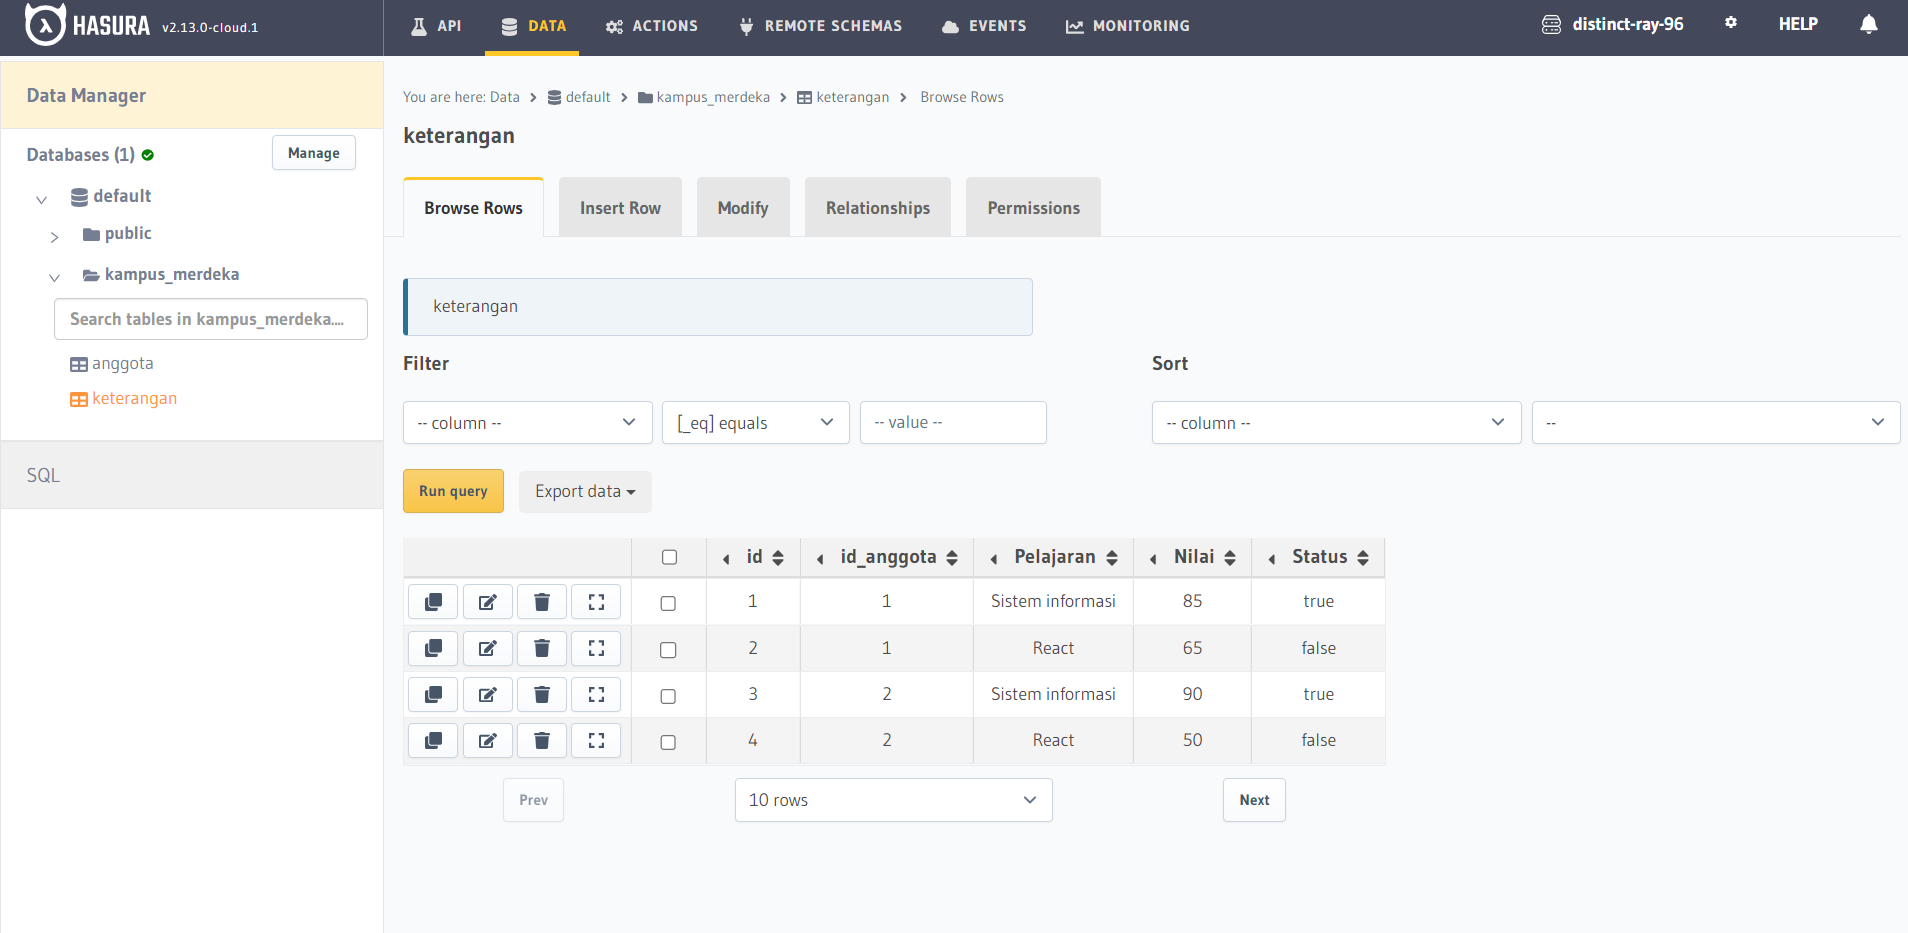 HASURA v2.13.0-cloud.1 API DATA ACTIONS REMOTE SCHEMAS EVENTS MONITORING distinct-ray-96 HELP
Data Manager
Databases (1) Manage
default
public
kampus_merdeka
Search tables in kampus_merdeka....
anggota
keterangan
SQL
You are here: Data > default > kampus_merdeka > keterangan > Browse Rows
keterangan
Browse Rows Insert Row Modify Relationships Permissions
keterangan
Filter Sort
-- column -- [_eq] equals -- value -- -- column -- --
Run query Export data
id id_anggota Pelajaran Nilai Status
1 1 Sistem informasi 85 true
2 1 React 65 false
3 2 Sistem informasi 90 true
4 2 React 50 false
Prev 10 rows Next